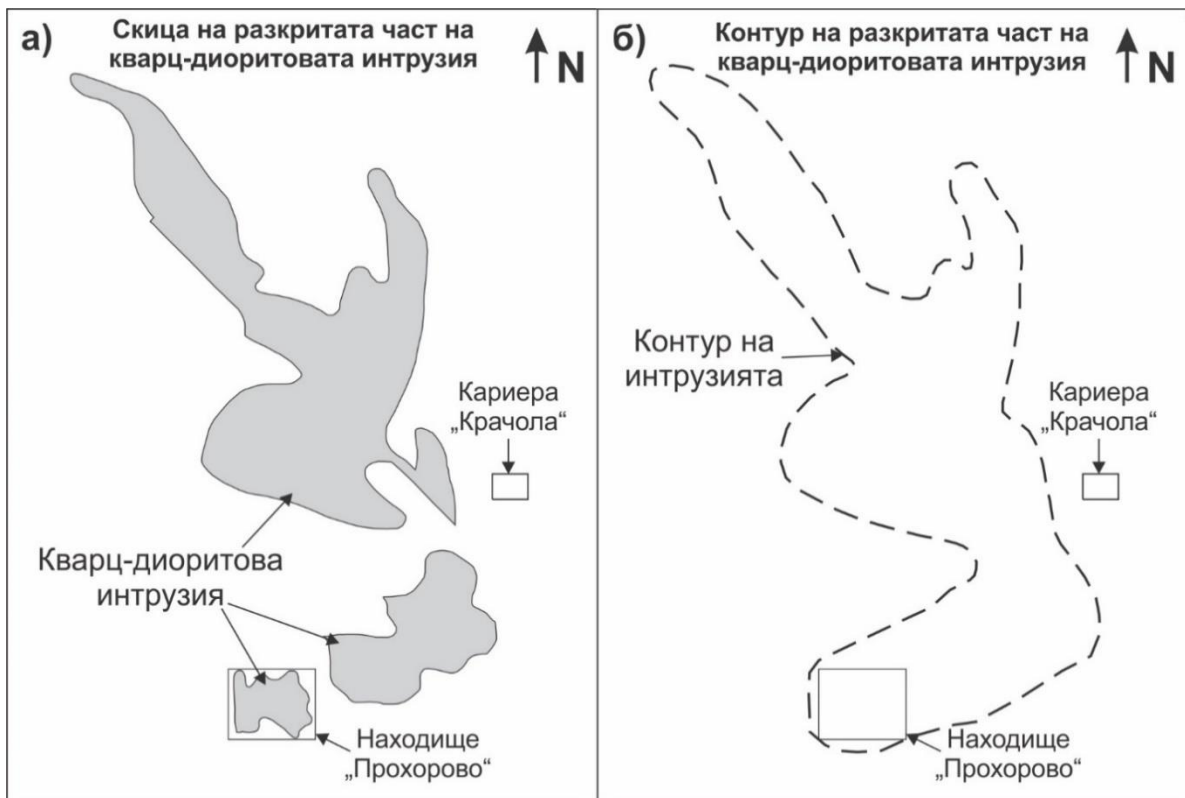 а)
Скица на разкритата част на
кварц-диоритовата интрузия
N
Кариера
„Крачола“
Кварц-диоритова
интрузия
Находище
„Прохорово“
б)
Контур на разкритата част на
кварц-диоритовата интрузия
N
Контур на
интрузията
Кариера
„Крачола“
Находище
„Прохорово“